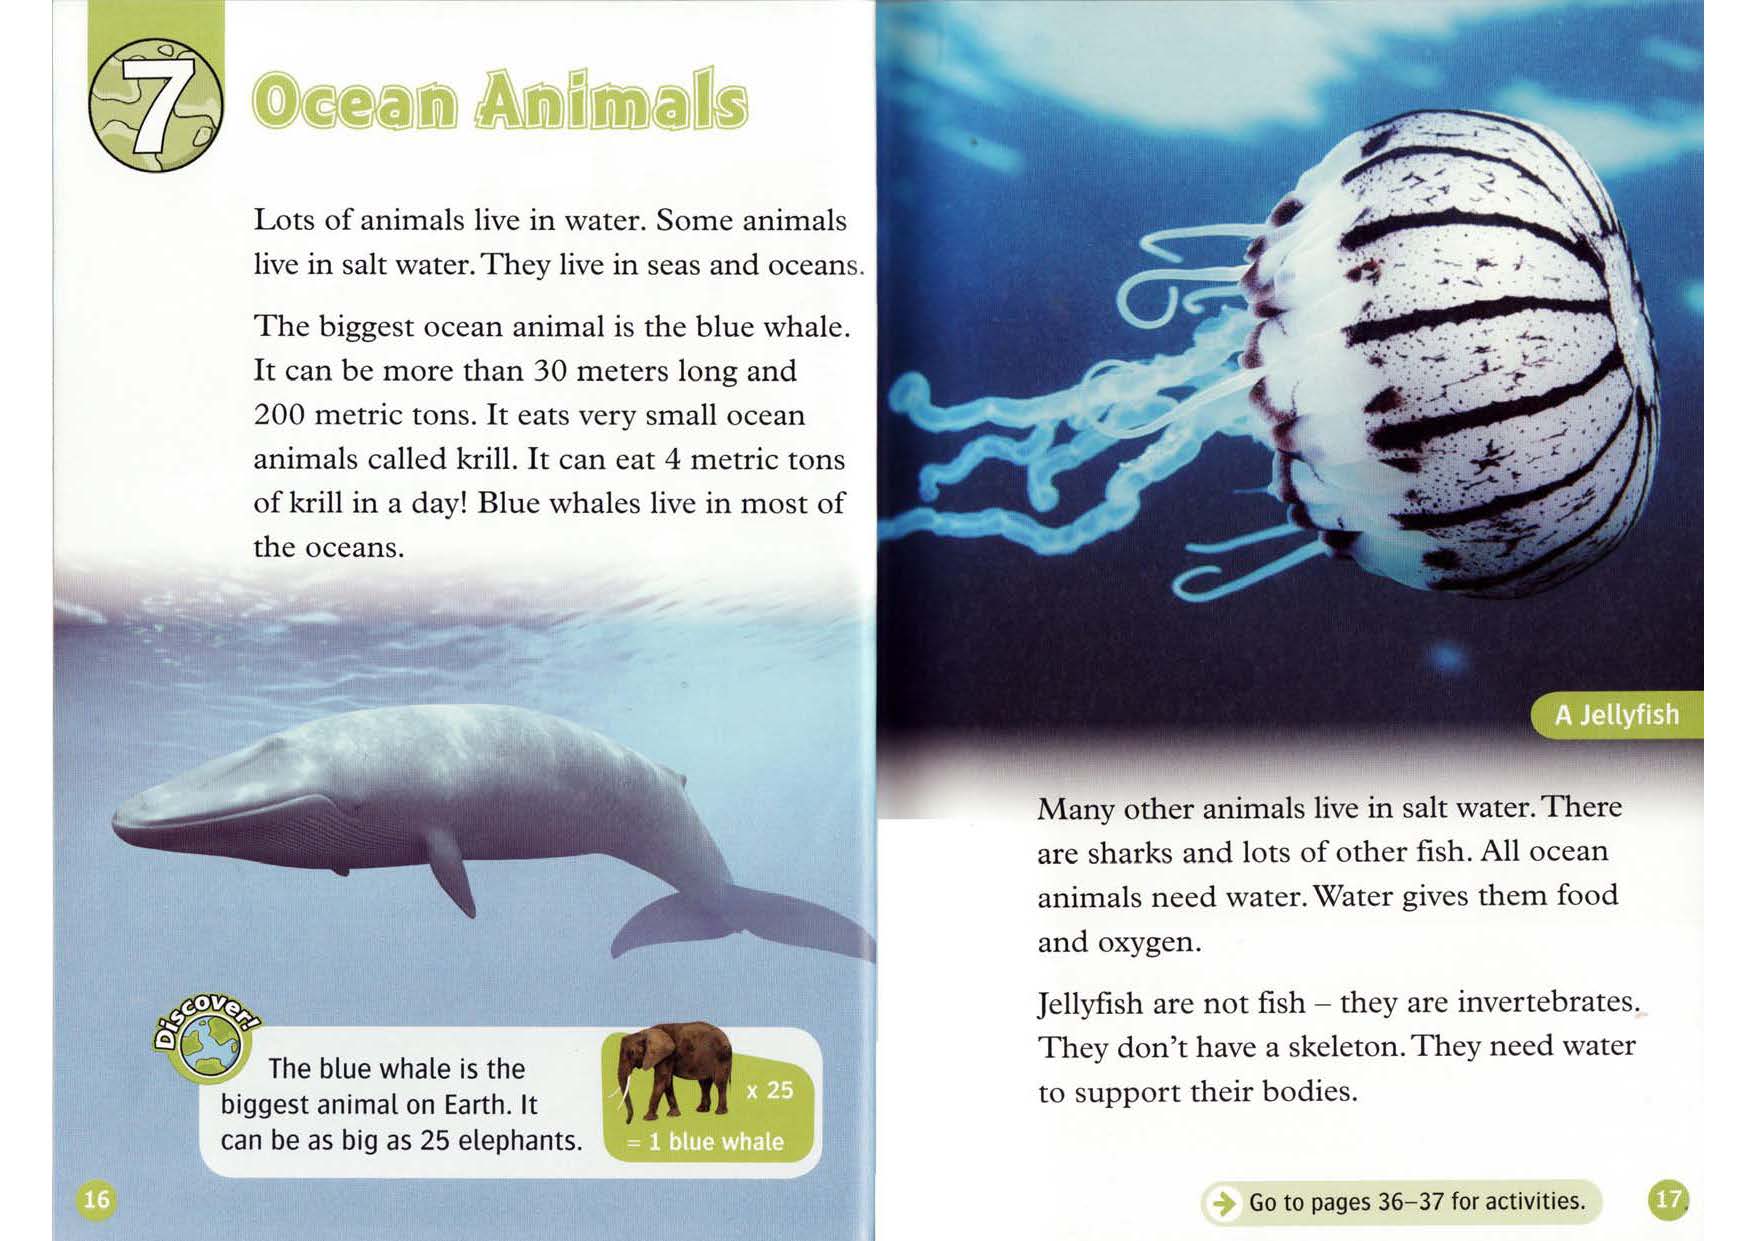 7
Ocean Animals
Lots of animals live in water. Some animals
live in salt water. They live in seas and oceans.
The biggest ocean animal is the blue whale.
It can be more than 30 meters long and
200 metric tons. It eats very small ocean
animals called krill. It can eat 4 metric tons
of krill in a day! Blue whales live in most of
the oceans.
Discover!
The blue whale is the
biggest animal on Earth. It
can be as big as 25 elephants.
x 25
= 1 blue whale
16
A Jellyfish
Many other animals live in salt water. There
are sharks and lots of other fish. All ocean
animals need water. Water gives them food
and oxygen.
Jellyfish are not fish – they are invertebrates.
They don't have a skeleton. They need water
to support their bodies.
Go to pages 36–37 for activities.
17